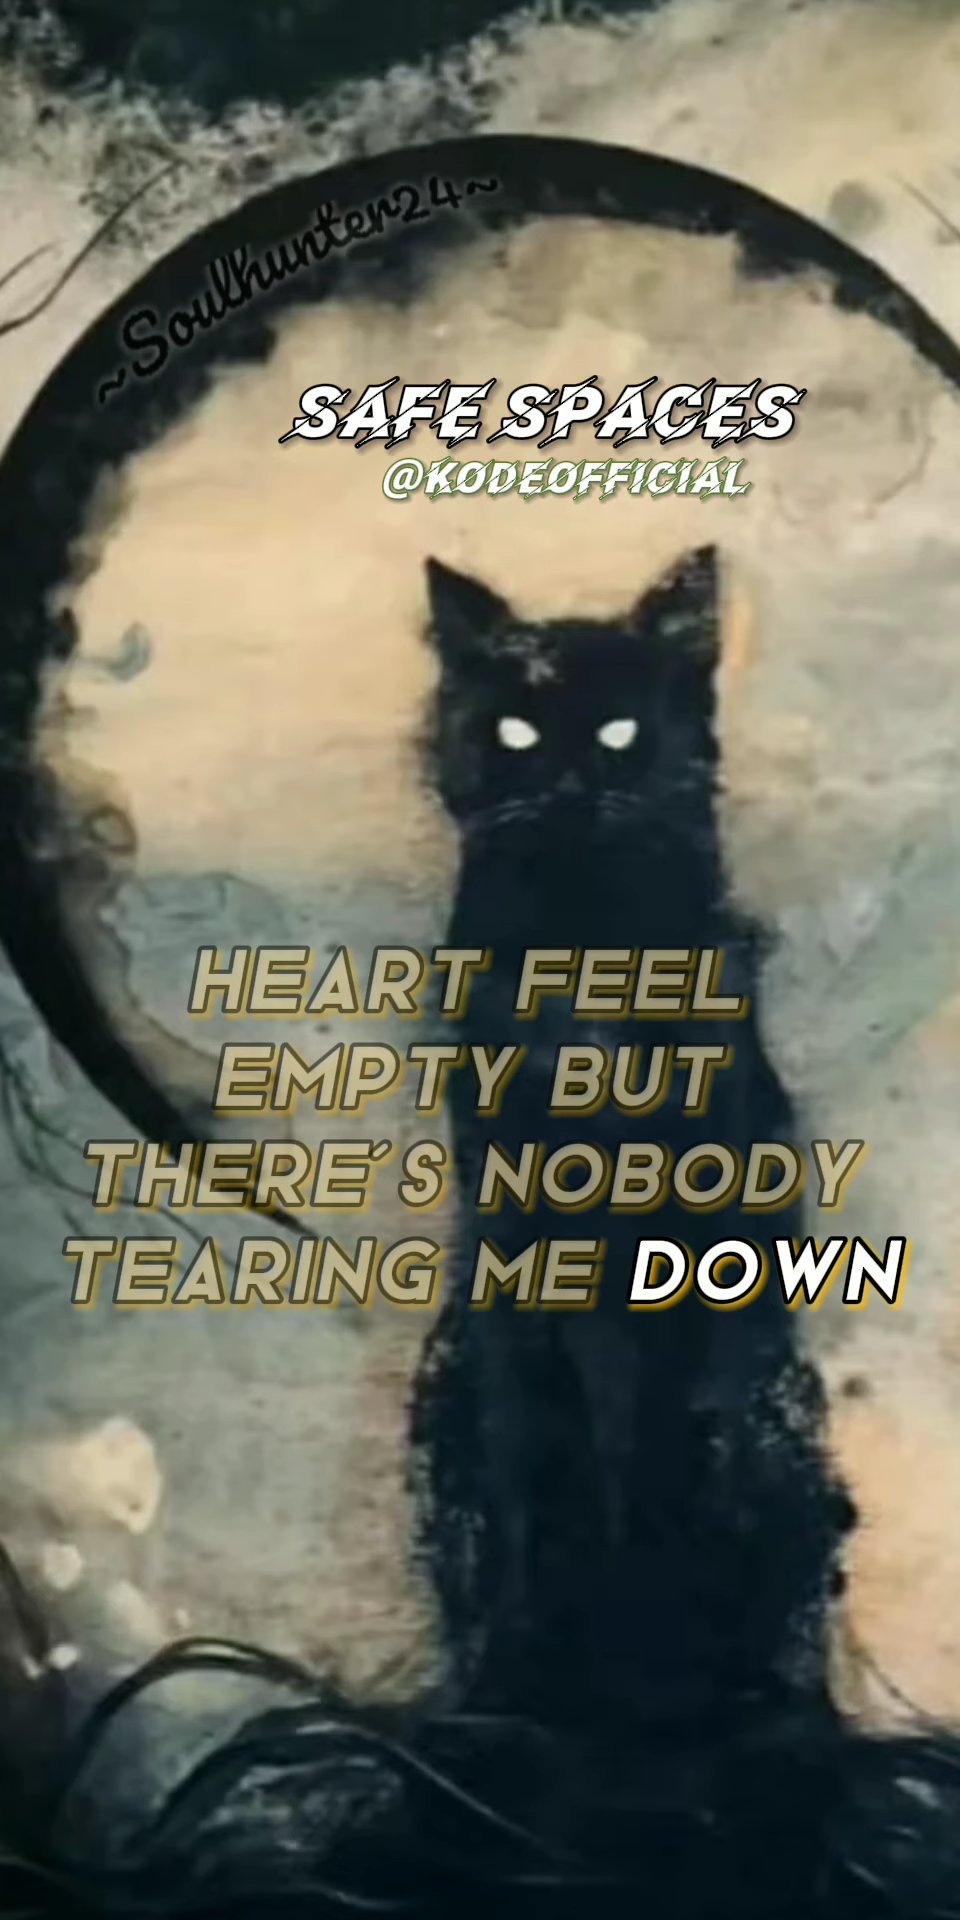 ~Soulhunter24~
SAFE SPACES
@KODEOFFICIAL
HEART FEEL
EMPTY BUT
THERE'S NOBODY
TEARING ME DOWN